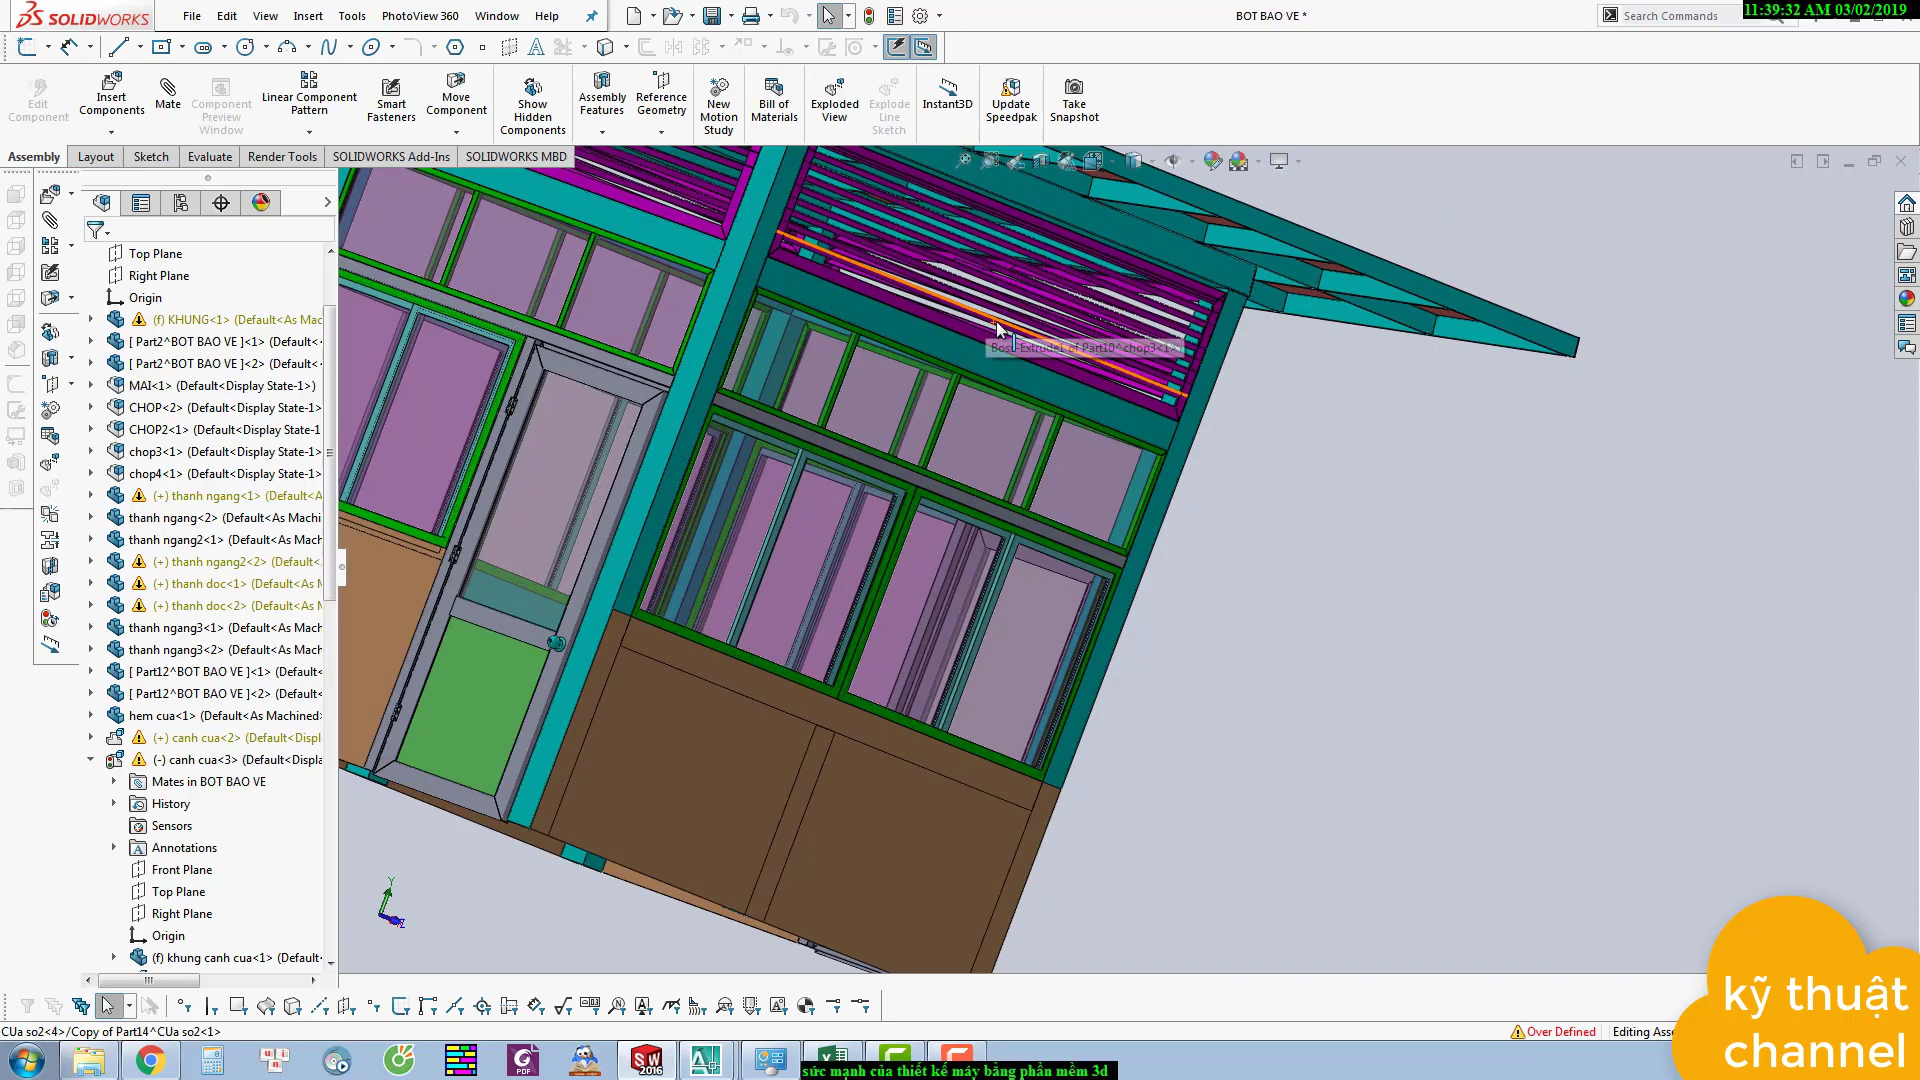 SOLIDWORKS
File Edit View Insert Tools PhotoView 360 Window Help
BOT BAO VE *
Search Commands
11:39:32 AM 03/02/2019
Edit Component
Insert Components
Mate
Component Preview Window
Linear Component Pattern
Smart Fasteners
Move Component
Show Hidden Components
Assembly Features
Reference Geometry
New Motion Study
Bill of Materials
Exploded View
Explode Line Sketch
Instant3D
Update Speedpak
Take Snapshot
Assembly Layout Sketch Evaluate Render Tools SOLIDWORKS Add-Ins SOLIDWORKS MBD
Top Plane
Right Plane
Origin
(f) KHUNG<1> (Default<As Mac
[ Part2^BOT BAO VE ]<1> (Default<
[ Part2^BOT BAO VE ]<2> (Default<
MAI<1> (Default<Display State-1>)
CHOP<2> (Default<Display State-1>
CHOP2<1> (Default<Display State-1
chop3<1> (Default<Display State-1>
chop4<1> (Default<Display State-1>
(+) thanh ngang<1> (Default<A
thanh ngang<2> (Default<As Machi
thanh ngang2<1> (Default<As Mach
(+) thanh ngang2<2> (Default<
(+) thanh doc<1> (Default<As M
(+) thanh doc<2> (Default<As M
thanh ngang3<1> (Default<As Mach
thanh ngang3<2> (Default<As Mach
[ Part12^BOT BAO VE ]<1> (Default<
[ Part12^BOT BAO VE ]<2> (Default<
hem cua<1> (Default<As Machined>
(+) canh cua<2> (Default<Displ
(-) canh cua<3> (Default<Displa
Mates in BOT BAO VE
History
Sensors
Annotations
Front Plane
Top Plane
Right Plane
Origin
(f) khung canh cua<1> (Default<
Boss-Extrude1 of Part10^chop3<1>
Y
Z
CUa so2<4>/Copy of Part14^CUa so2<1>
Over Defined
Editing Asse
kỹ thuật
channel
PDF
SW
2016
sức mạnh của thiết kế máy bằng phần mềm 3d